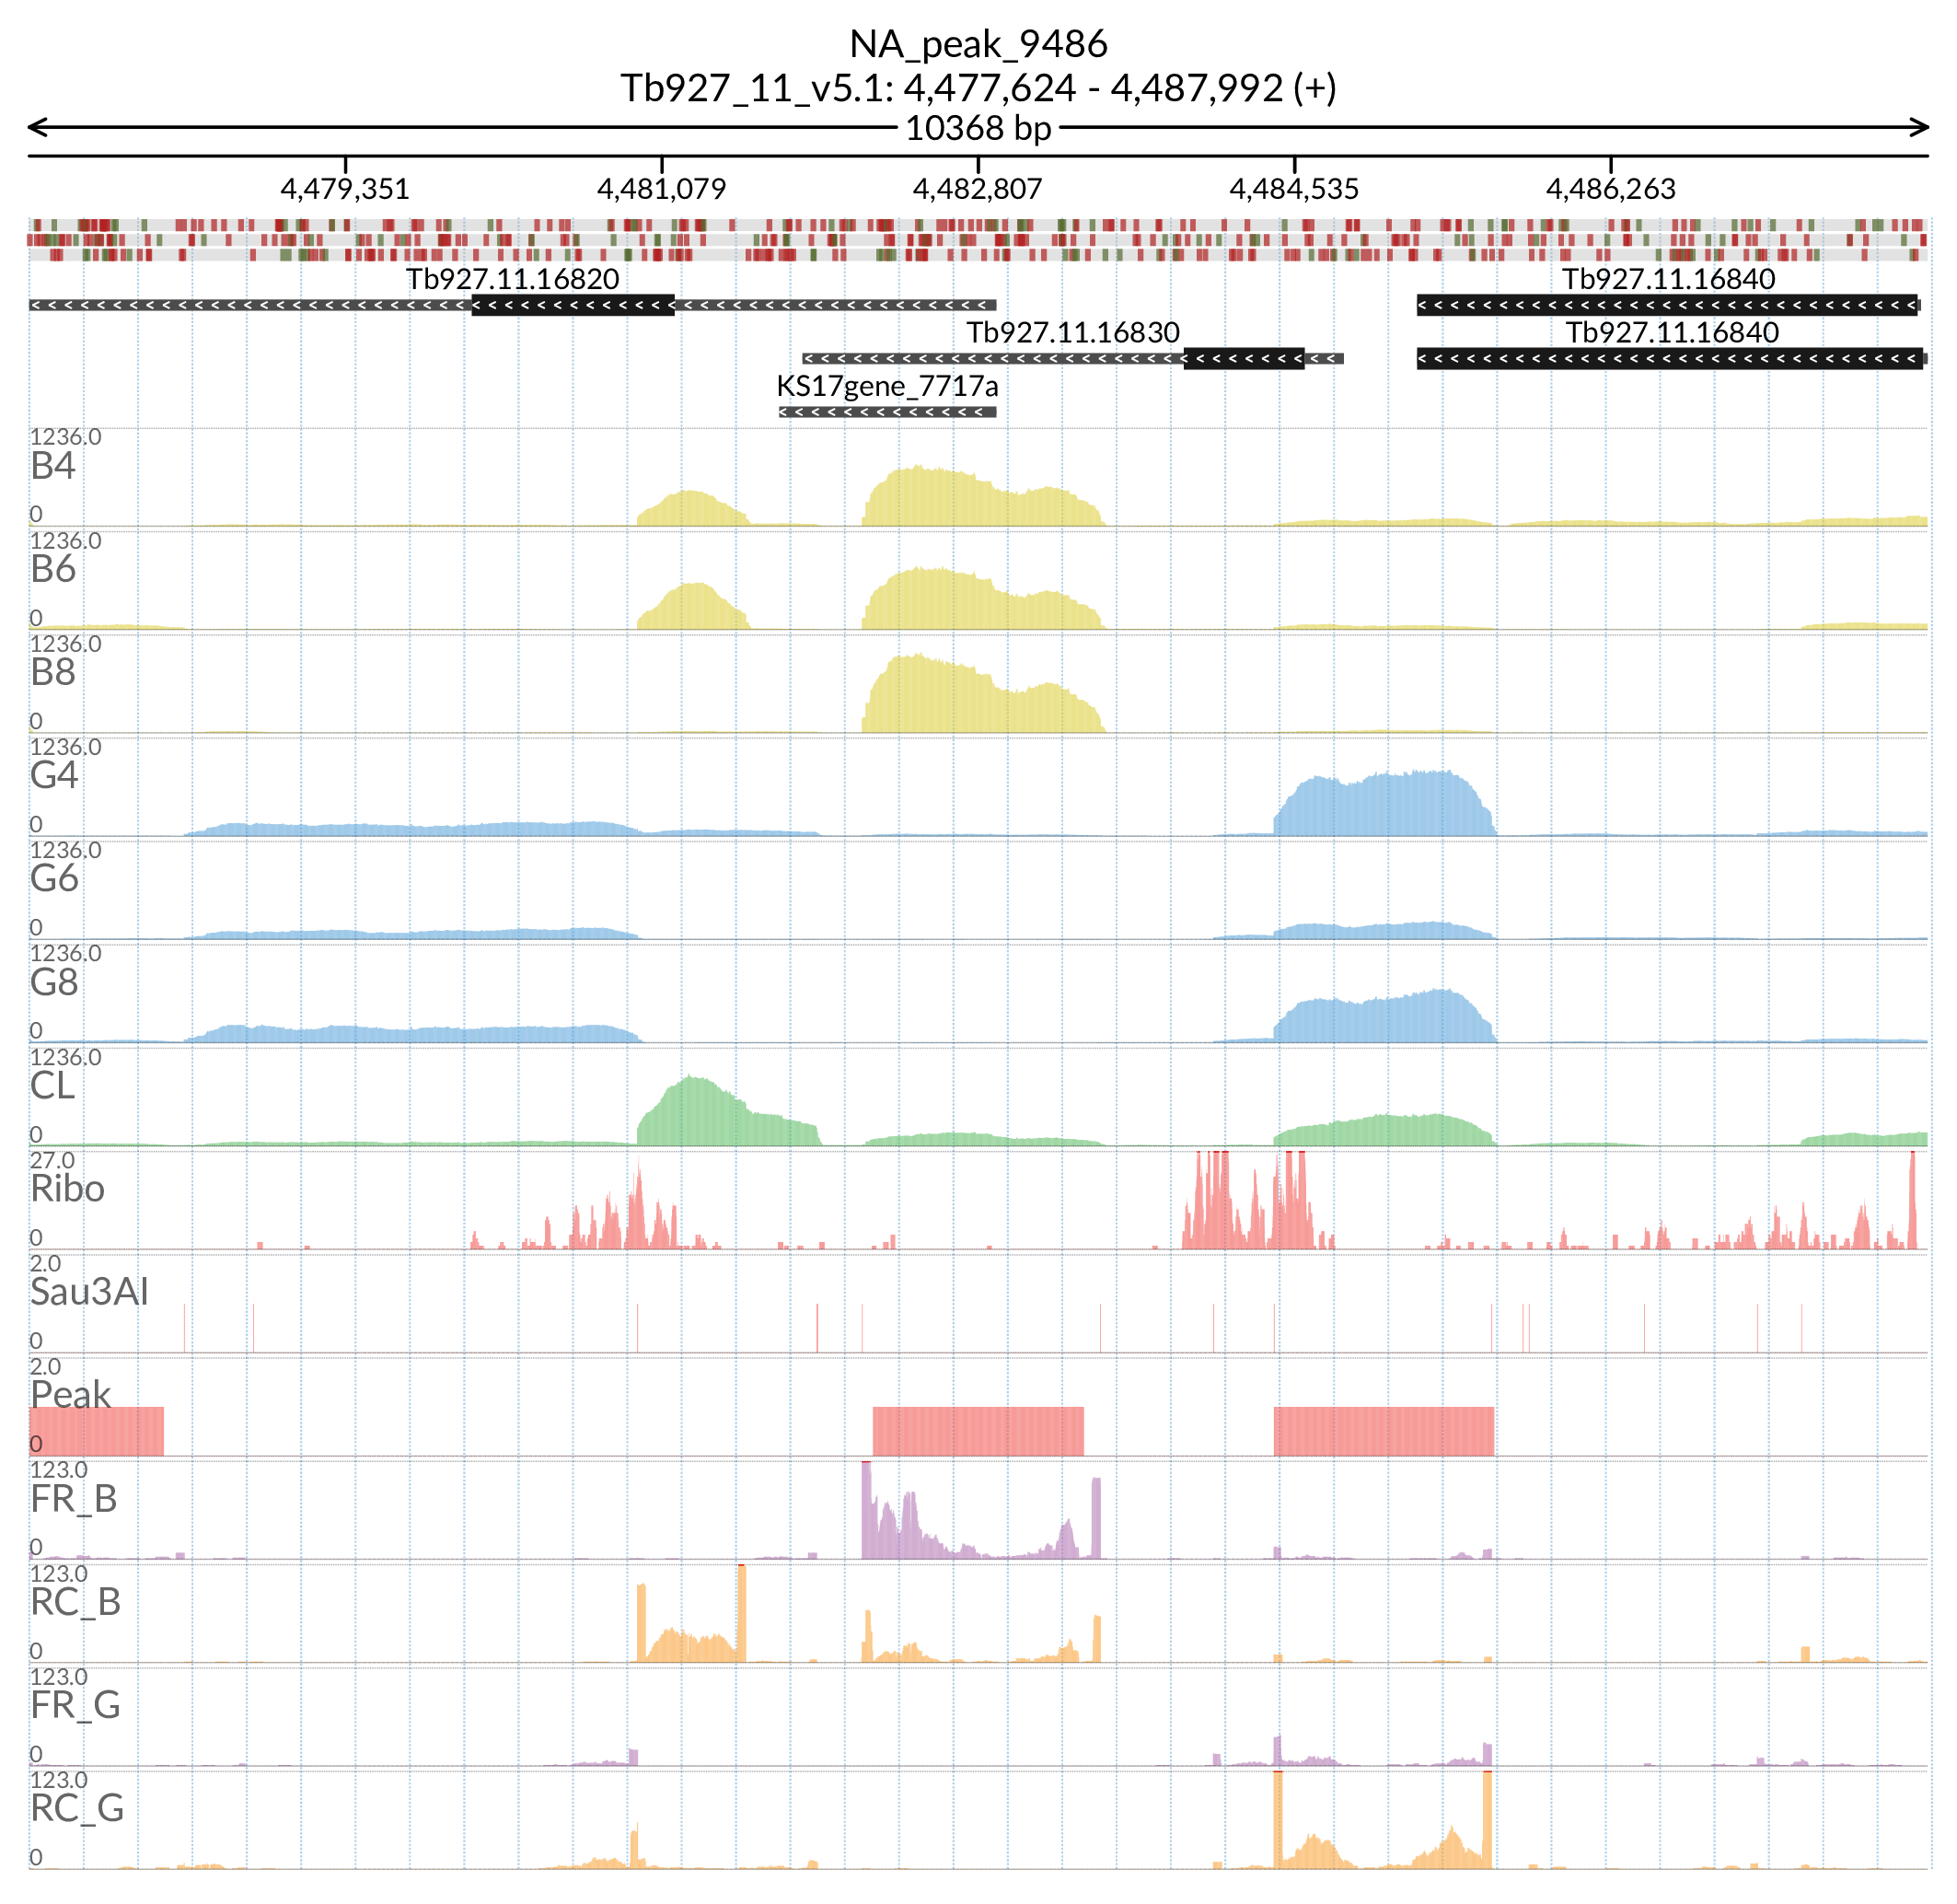 NA_peak_9486
Tb927_11_v5.1: 4,477,624 - 4,487,992 (+)
10368 bp
4,479,351 4,481,079 4,482,807 4,484,535 4,486,263
Tb927.11.16820 Tb927.11.16840
Tb927.11.16830 Tb927.11.16840
KS17gene_7717a
1236.0
B4
0
1236.0
B6
0
1236.0
B8
0
1236.0
G4
0
1236.0
G6
0
1236.0
G8
0
1236.0
CL
0
27.0
Ribo
0
2.0
Sau3AI
0
2.0
Peak
0
123.0
FR_B
0
123.0
RC_B
0
123.0
FR_G
0
123.0
RC_G
0